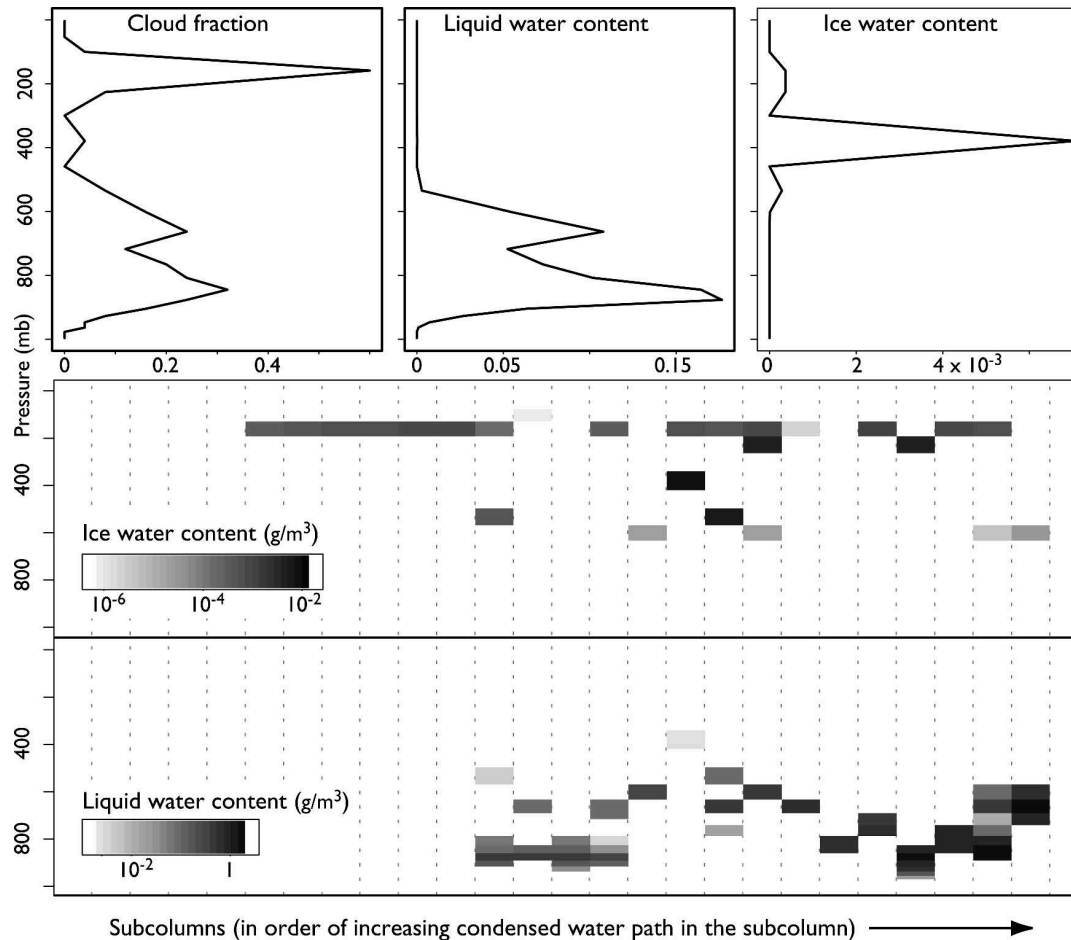 Cloud fraction
Liquid water content
Ice water content
Pressure (mb)
200
400
600
800
0
0.2
0.4
0
0.05
0.15
0
2
4 x 10⁻³
400
800
Ice water content (g/m³)
10⁻⁶
10⁻⁴
10⁻²
400
800
Liquid water content (g/m³)
10⁻²
1
Subcolumns (in order of increasing condensed water path in the subcolumn)